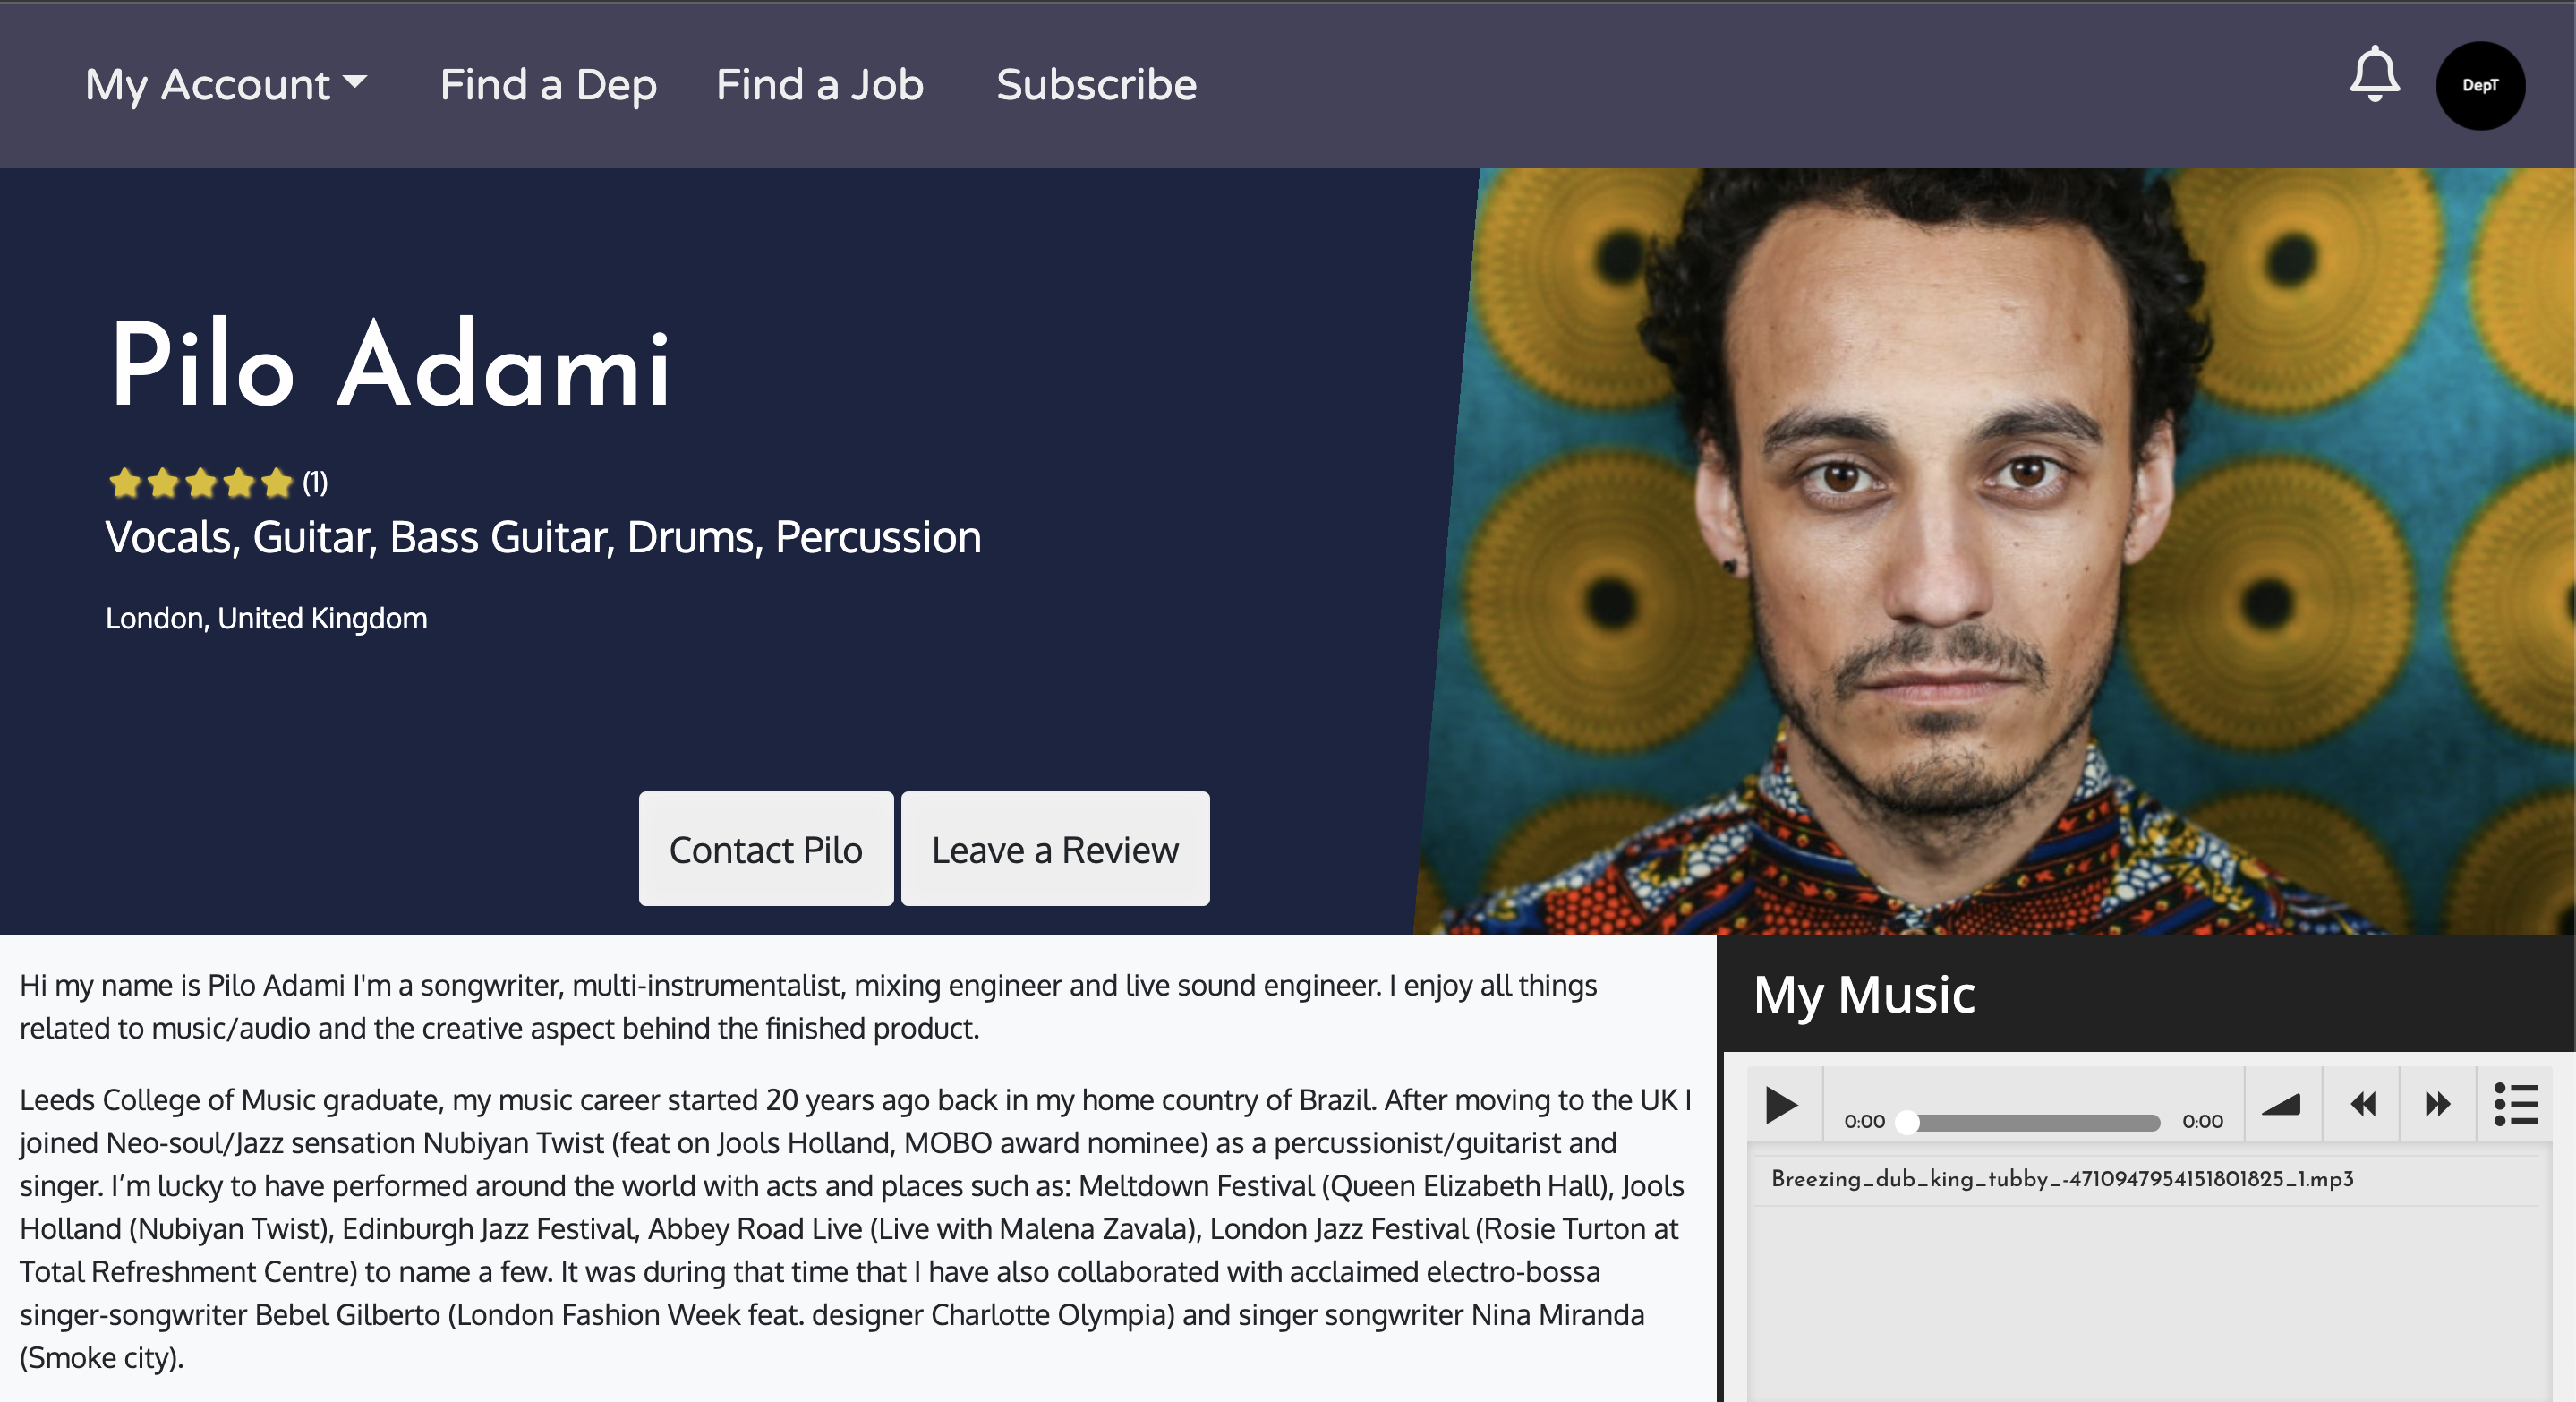 My Account
Find a Dep
Find a Job
Subscribe
DepT
Pilo Adami
(1)
Vocals, Guitar, Bass Guitar, Drums, Percussion
London, United Kingdom
Contact Pilo
Leave a Review
Hi my name is Pilo Adami I'm a songwriter, multi-instrumentalist, mixing engineer and live sound engineer. I enjoy all things
related to music/audio and the creative aspect behind the finished product.
Leeds College of Music graduate, my music career started 20 years ago back in my home country of Brazil. After moving to the UK I
joined Neo-soul/Jazz sensation Nubiyan Twist (feat on Jools Holland, MOBO award nominee) as a percussionist/guitarist and
singer. I’m lucky to have performed around the world with acts and places such as: Meltdown Festival (Queen Elizabeth Hall), Jools
Holland (Nubiyan Twist), Edinburgh Jazz Festival, Abbey Road Live (Live with Malena Zavala), London Jazz Festival (Rosie Turton at
Total Refreshment Centre) to name a few. It was during that time that I have also collaborated with acclaimed electro-bossa
singer-songwriter Bebel Gilberto (London Fashion Week feat. designer Charlotte Olympia) and singer songwriter Nina Miranda
(Smoke city).
My Music
0:00
0:00
Breezing_dub_king_tubby_-4710947954151801825_1.mp3